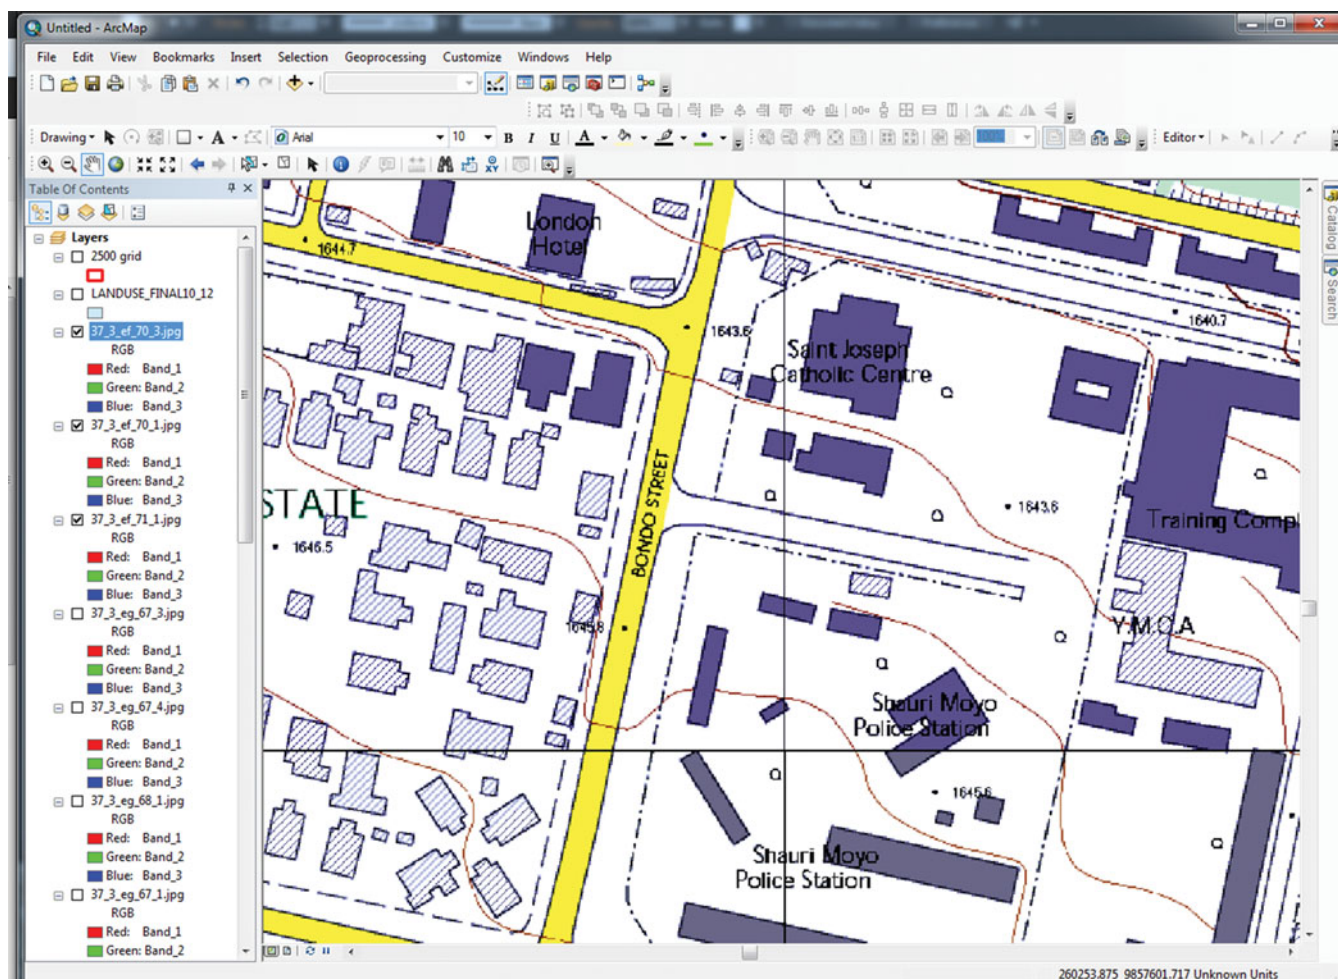 Untitled - ArcMap
File Edit View Bookmarks Insert Selection Geoprocessing Customize Windows Help
Drawing A Arial 10 B I U A 100% Editor
Table Of Contents
Layers
2500 grid
LANDUSE_FINAL10_12
37_3_ef_70_3.jpg
RGB
Red: Band_1
Green: Band_2
Blue: Band_3
37_3_ef_70_1.jpg
RGB
Red: Band_1
Green: Band_2
Blue: Band_3
37_3_ef_71_1.jpg
RGB
Red: Band_1
Green: Band_2
Blue: Band_3
37_3_eg_67_3.jpg
RGB
Red: Band_1
Green: Band_2
Blue: Band_3
37_3_eg_67_4.jpg
RGB
Red: Band_1
Green: Band_2
Blue: Band_3
37_3_eg_68_1.jpg
RGB
Red: Band_1
Green: Band_2
Blue: Band_3
37_3_eg_67_1.jpg
RGB
Red: Band_1
Green: Band_2
London
Hotel
1644.7
1643.6
1640.7
Saint Joseph
Catholic Centre
BONDO STREET
STATE
1646.5
1643.6
Training Compl
1645.8
Y.M.C.A
Shauri Moyo
Police Station
1645.6
Shauri Moyo
Police Station
Catalog
Search
260253.875 9857601.717 Unknown Units